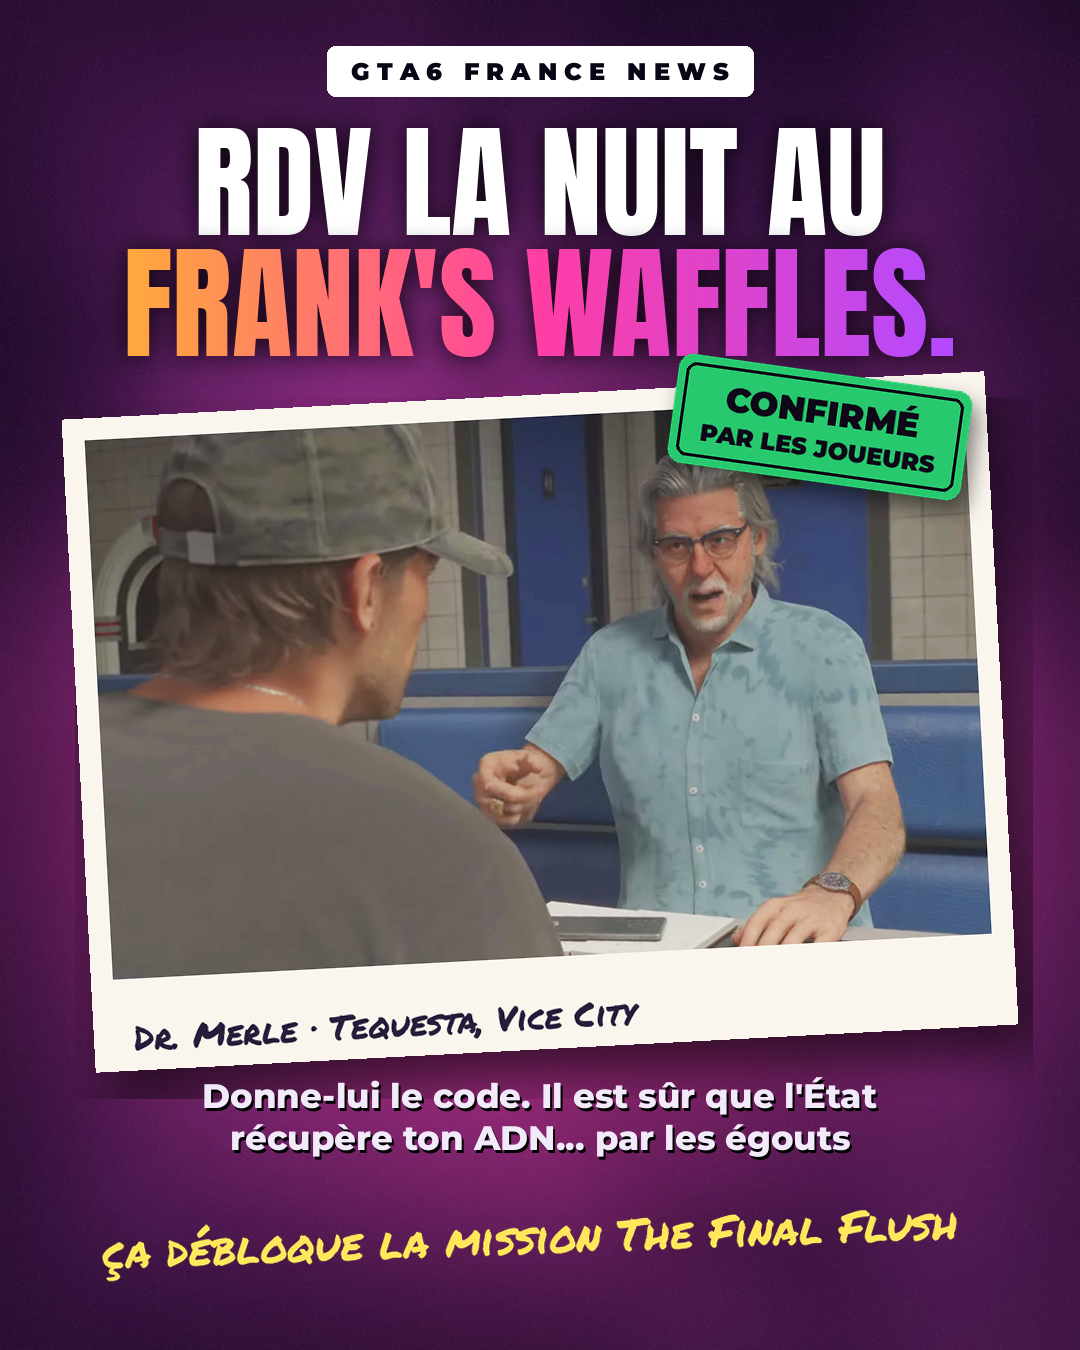 GTA6 FRANCE NEWS
RDV LA NUIT AU
FRANK'S WAFFLES.
CONFIRMÉ
PAR LES JOUEURS
Dr. Merle · Tequesta, Vice City
Donne-lui le code. Il est sûr que l'État
récupère ton ADN... par les égouts
ça débloque la mission The Final Flush